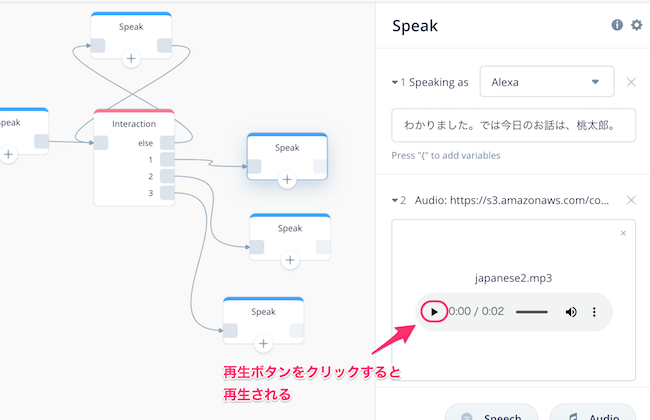 Speak
Speak
Interaction
else
1
2
3
Speak
Speak
Speak
再生ボタンをクリックすると
再生される
Speak
1 Speaking as
Alexa
わかりました。では今日のお話は、桃太郎。
Press "{" to add variables
2 Audio: https://s3.amazonaws.com/co...
japanese2.mp3
0:00 / 0:02
Speech
Audio